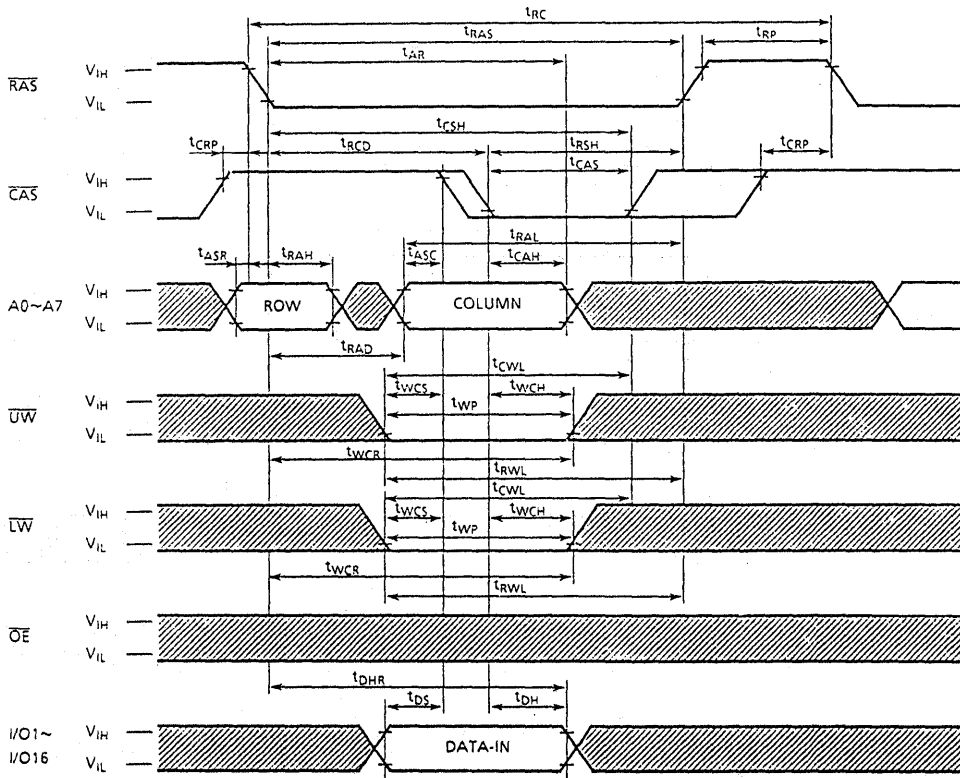 tRC
tRAS tRP
tAR
RAS VIH
VIL
tCSH
tCRP tRCD tRSH tCRP
tCAS
CAS VIH
VIL
tRAL
tASR tRAH tASC tCAH
A0~A7 VIH ROW COLUMN
VIL
tRAD
tCWL
tWCS tWCH
UW VIH tWP
VIL
tWCR
tRWL
tCWL
tWCS tWCH
LW VIH tWP
VIL
tWCR
tRWL
OE VIH
VIL
tDHR
tDS tDH
I/O1~ VIH DATA-IN
I/O16 VIL